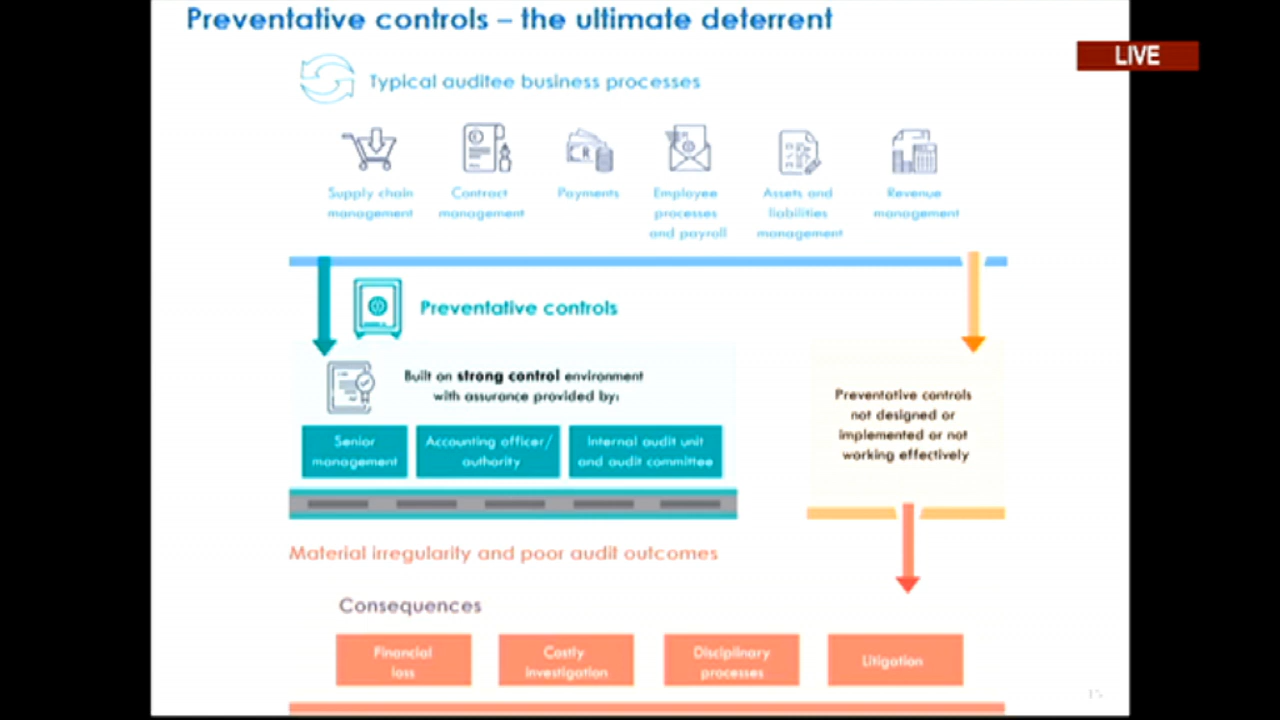 Preventative controls – the ultimate deterrent
LIVE
Typical auditee business processes
Supply chain
management
Contract
management
Payments
Employee
processes
and payroll
Assets and
liabilities
management
Revenue
management
Preventative controls
Built on strong control environment
with assurance provided by:
Senior
management
Accounting officer/
authority
Internal audit unit
and audit committee
Preventative controls
not designed or
implemented or not
working effectively
Material irregularity and poor audit outcomes
Consequences
Financial
loss
Costly
investigation
Disciplinary
processes
Litigation
15